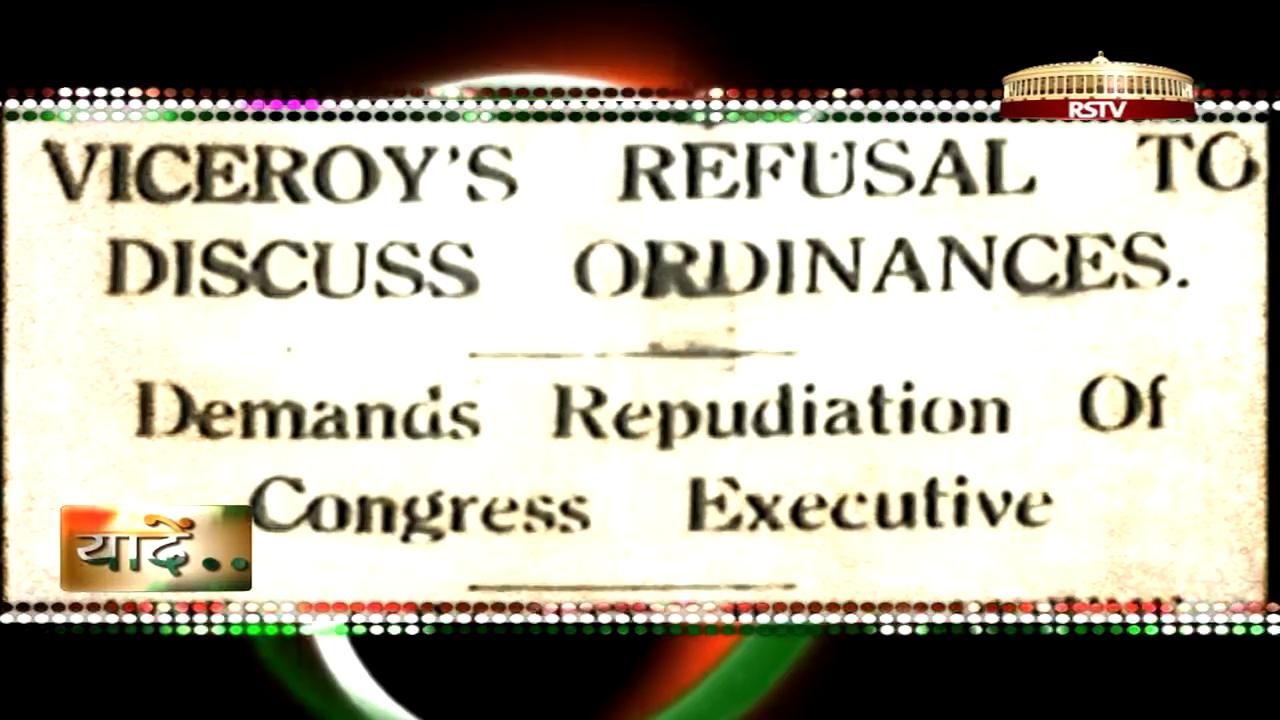 RSTV
VICEROY'S REFUSAL TO
DISCUSS ORDINANCES.
Demands Repudiation Of
Congress Executive
यादें..